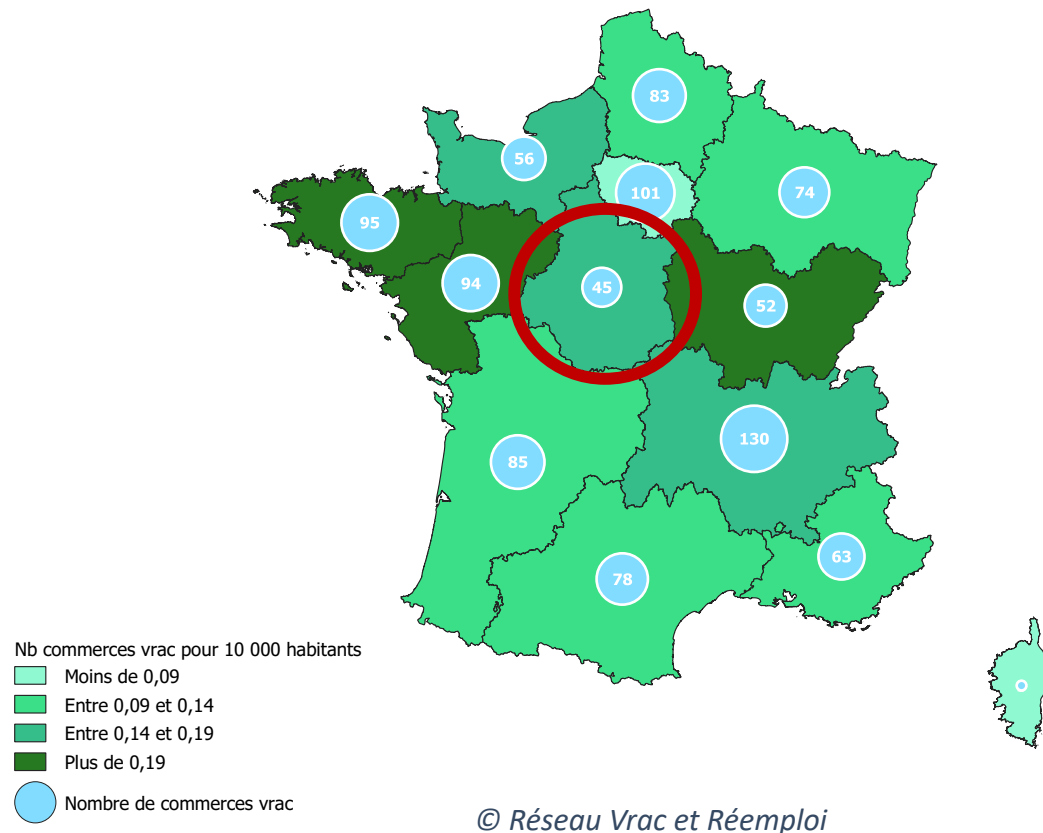 83
56
101
74
95
94
45
52
130
85
63
78
Nb commerces vrac pour 10 000 habitants
Moins de 0,09
Entre 0,09 et 0,14
Entre 0,14 et 0,19
Plus de 0,19
Nombre de commerces vrac
© Réseau Vrac et Réemploi